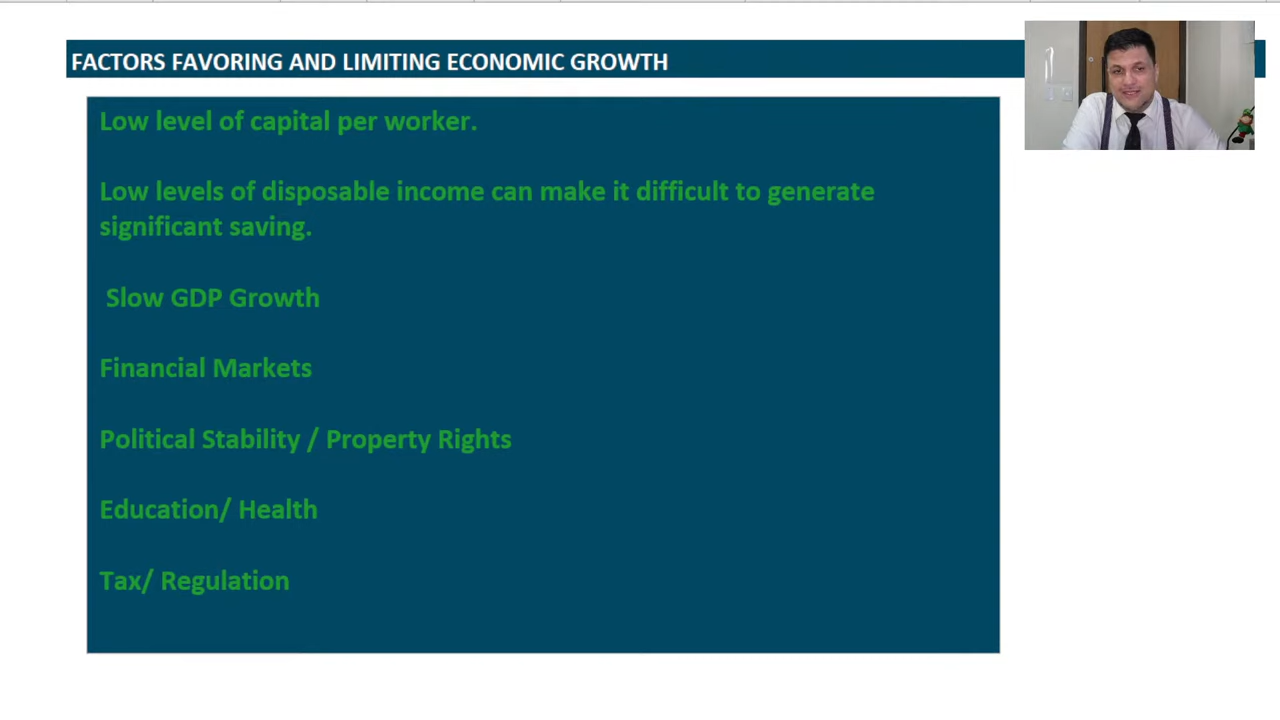 FACTORS FAVORING AND LIMITING ECONOMIC GROWTH
Low level of capital per worker.
Low levels of disposable income can make it difficult to generate
significant saving.
Slow GDP Growth
Financial Markets
Political Stability / Property Rights
Education/ Health
Tax/ Regulation